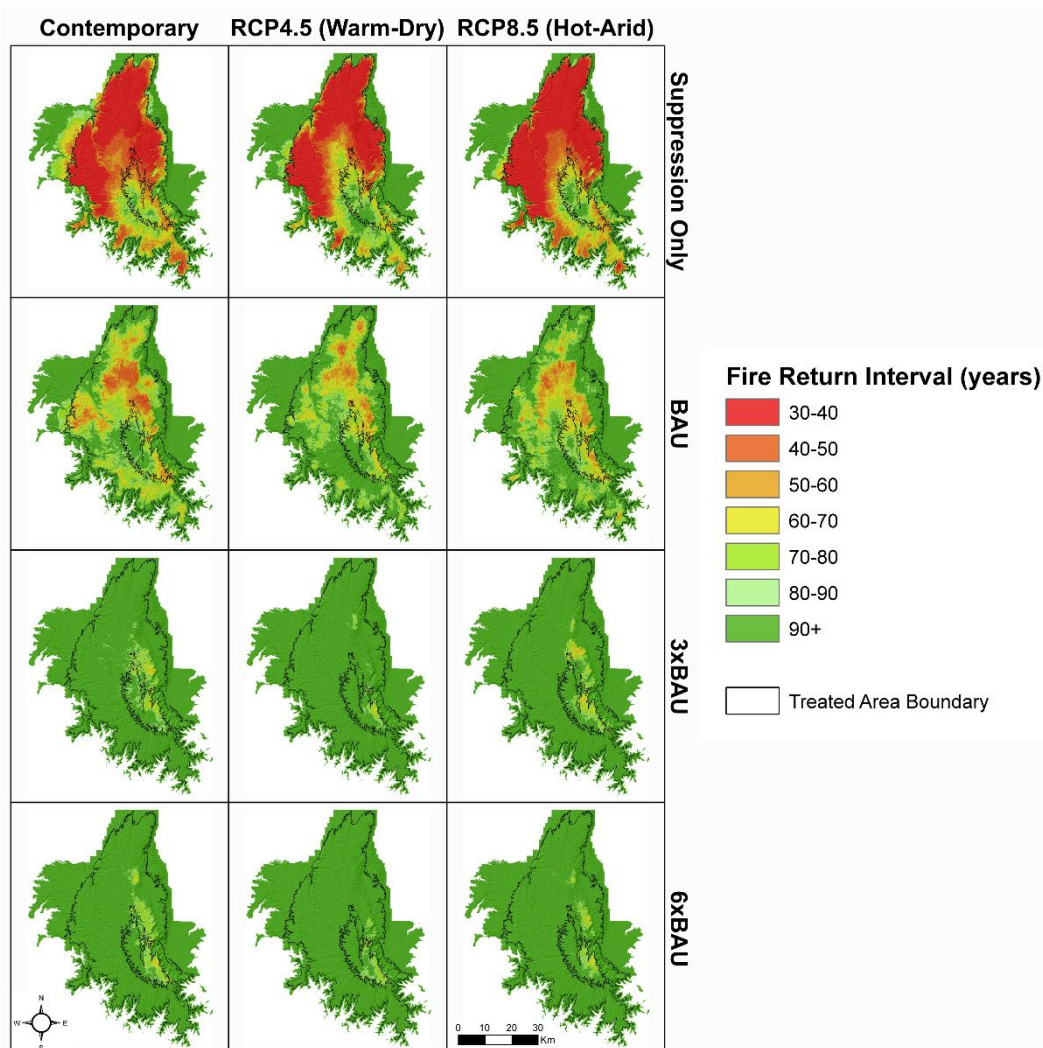 Contemporary RCP4.5 (Warm-Dry) RCP8.5 (Hot-Arid)
Suppression Only
BAU
3xBAU
6xBAU
Fire Return Interval (years)
30-40
40-50
50-60
60-70
70-80
80-90
90+
Treated Area Boundary
N
W E
S
0 10 20 30
Km